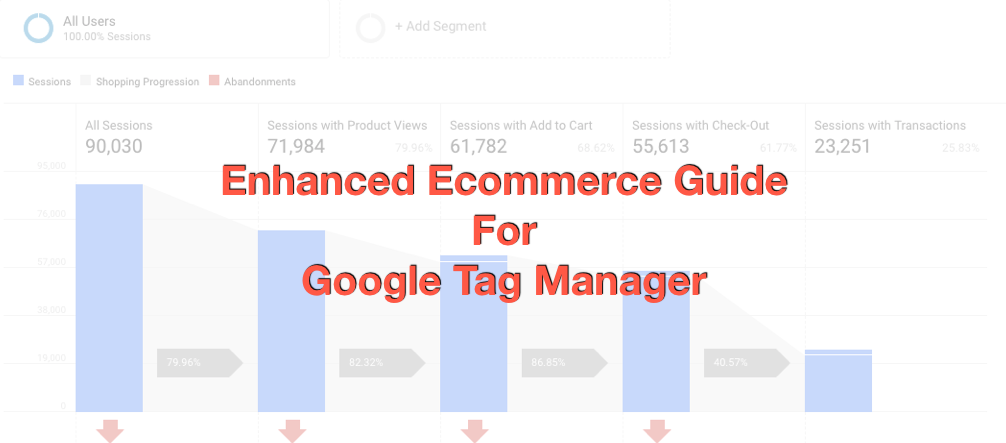 All Users
100.00% Sessions
+ Add Segment
Sessions
Shopping Progression
Abandonments
All Sessions
90,030
Sessions with Product Views
71,984
79.96%
Sessions with Add to Cart
61,782
68.62%
Sessions with Check-Out
55,613
61.77%
Sessions with Transactions
23,251
25.83%
Enhanced Ecommerce Guide
For
Google Tag Manager
95,000
76,000
57,000
38,000
19,000
0
79.96%
82.32%
86.85%
40.57%